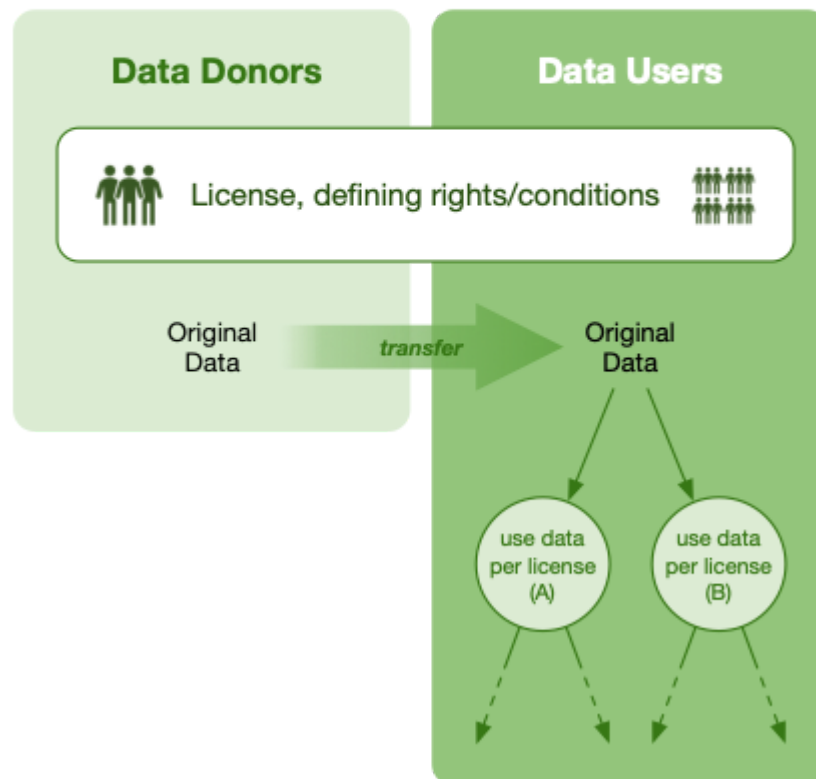 Data Donors
Data Users
License, defining rights/conditions
Original
Data
transfer
Original
Data
use data
per license
(A)
use data
per license
(B)